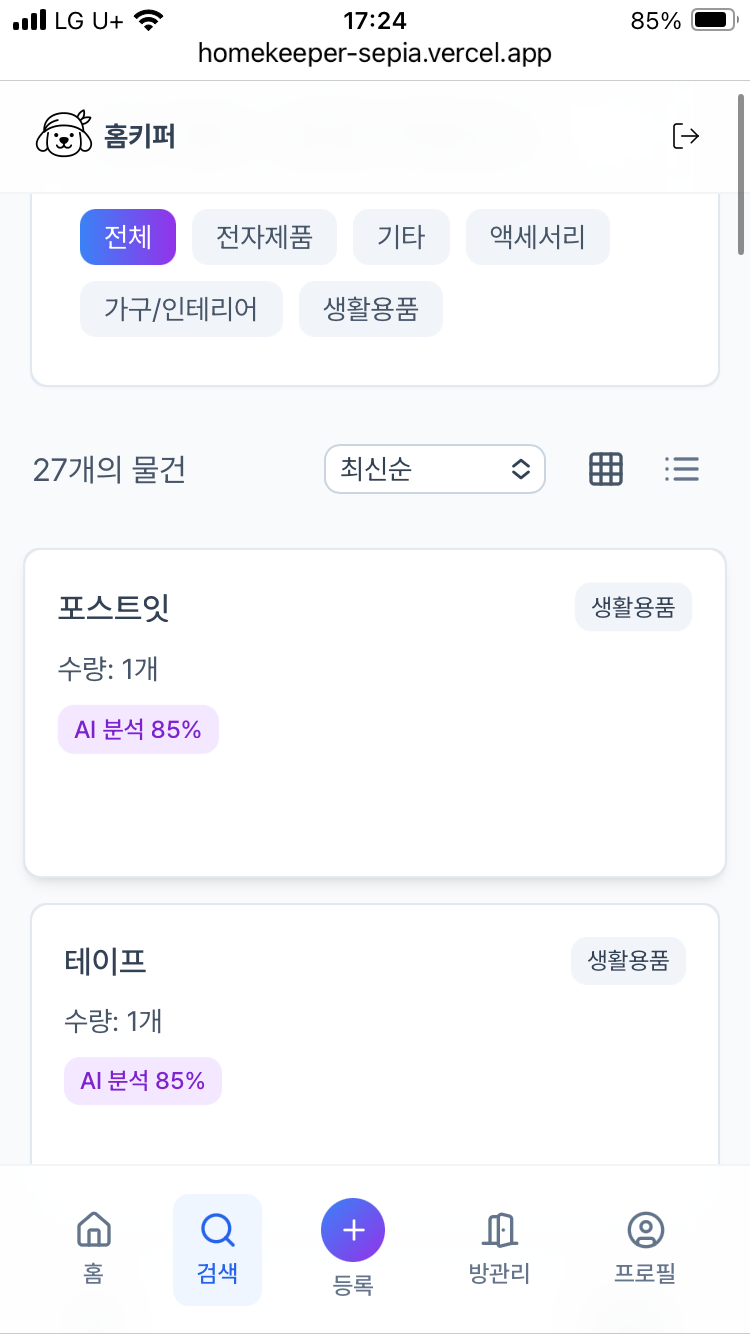 LG U+ 17:24 85%
homekeeper-sepia.vercel.app
홈키퍼
전체 전자제품 기타 액세서리
가구/인테리어 생활용품
27개의 물건 최신순
포스트잇 생활용품
수량: 1개
AI 분석 85%
테이프 생활용품
수량: 1개
AI 분석 85%
홈 검색 등록 방관리 프로필